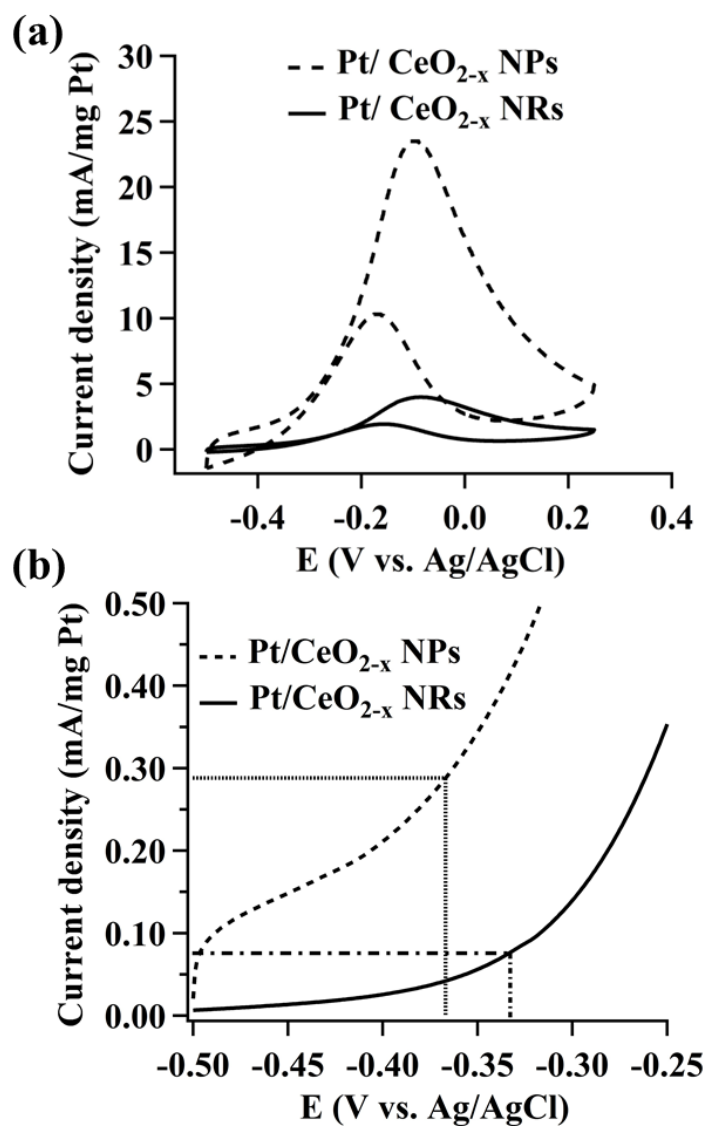 (a)
Pt/ CeO2-x NPs
Pt/ CeO2-x NRs
Current density (mA/mg Pt)
30
25
20
15
10
5
0
-0.4 -0.2 0.0 0.2 0.4
E (V vs. Ag/AgCl)
(b)
Pt/CeO2-x NPs
Pt/CeO2-x NRs
Current density (mA/mg Pt)
0.50
0.40
0.30
0.20
0.10
0.00
-0.50 -0.45 -0.40 -0.35 -0.30 -0.25
E (V vs. Ag/AgCl)